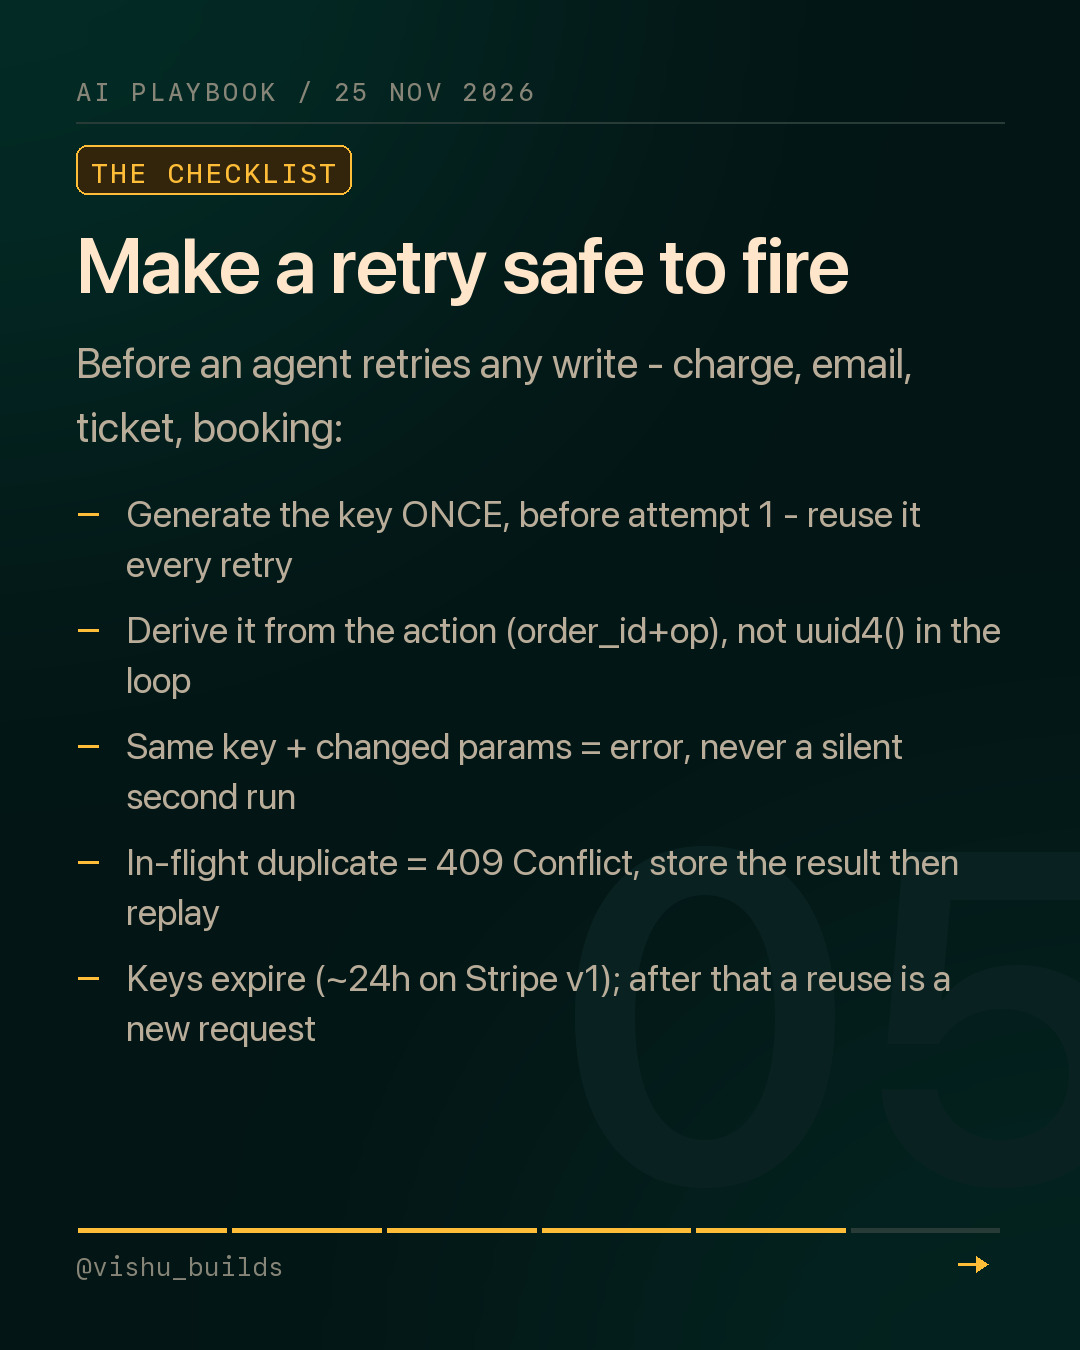 AI PLAYBOOK / 25 NOV 2026
THE CHECKLIST
Make a retry safe to fire
Before an agent retries any write - charge, email,
ticket, booking:
— Generate the key ONCE, before attempt 1 - reuse it
every retry
— Derive it from the action (order_id+op), not uuid4() in the
loop
— Same key + changed params = error, never a silent
second run
— In-flight duplicate = 409 Conflict, store the result then
replay
— Keys expire (~24h on Stripe v1); after that a reuse is a
new request
05
@vishu_builds